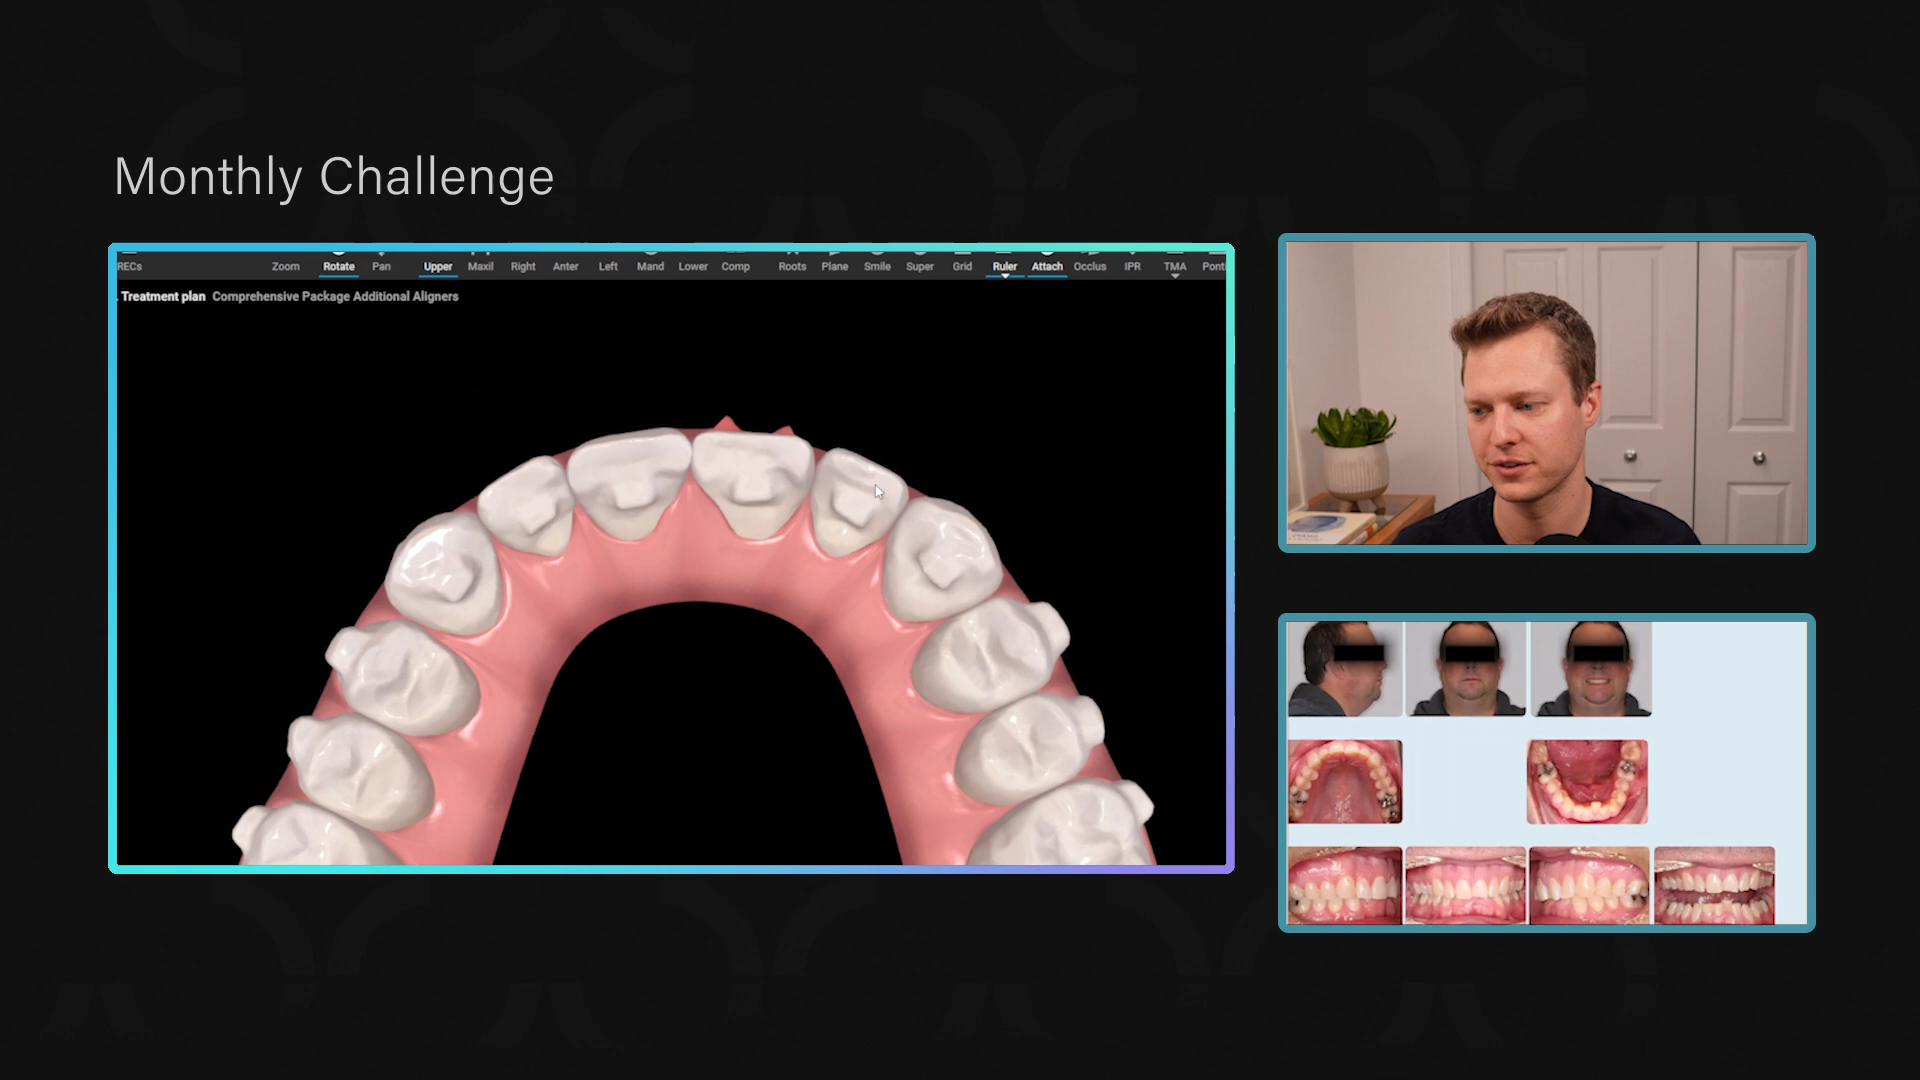 Monthly Challenge
RECs Zoom Rotate Pan Upper Maxil Right Anter Left Mand Lower Comp Roots Plane Smile Super Grid Ruler Attach Occlus IPR TMA Ponti
. Treatment plan Comprehensive Package Additional Aligners